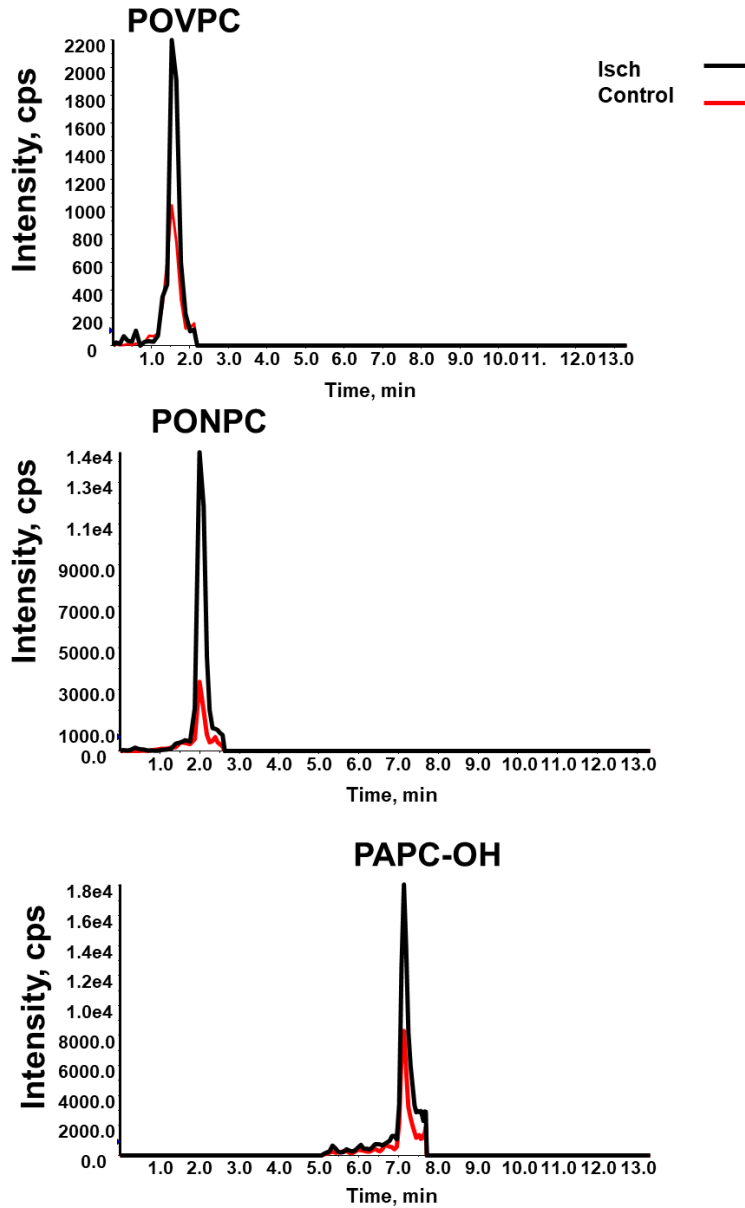 POVPC
Isch
Control
Intensity, cps
2200
2000
1800
1600
1400
1200
1000
800
600
400
200
0
1.0 2.0 3.0 4.0 5.0 6.0 7.0 8.0 9.0 10.0 11. 12.0 13.0
Time, min
PONPC
Intensity, cps
1.4e4
1.3e4
1.1e4
9000.0
7000.0
5000.0
3000.0
1000.0
0.0
1.0 2.0 3.0 4.0 5.0 6.0 7.0 8.0 9.0 10.0 11.0 12.0 13.0
Time, min
PAPC-OH
Intensity, cps
1.8e4
1.6e4
1.4e4
1.2e4
1.0e4
8000.0
6000.0
4000.0
2000.0
0.0
1.0 2.0 3.0 4.0 5.0 6.0 7.0 8.0 9.0 10.0 11.0 12.0 13.0
Time, min